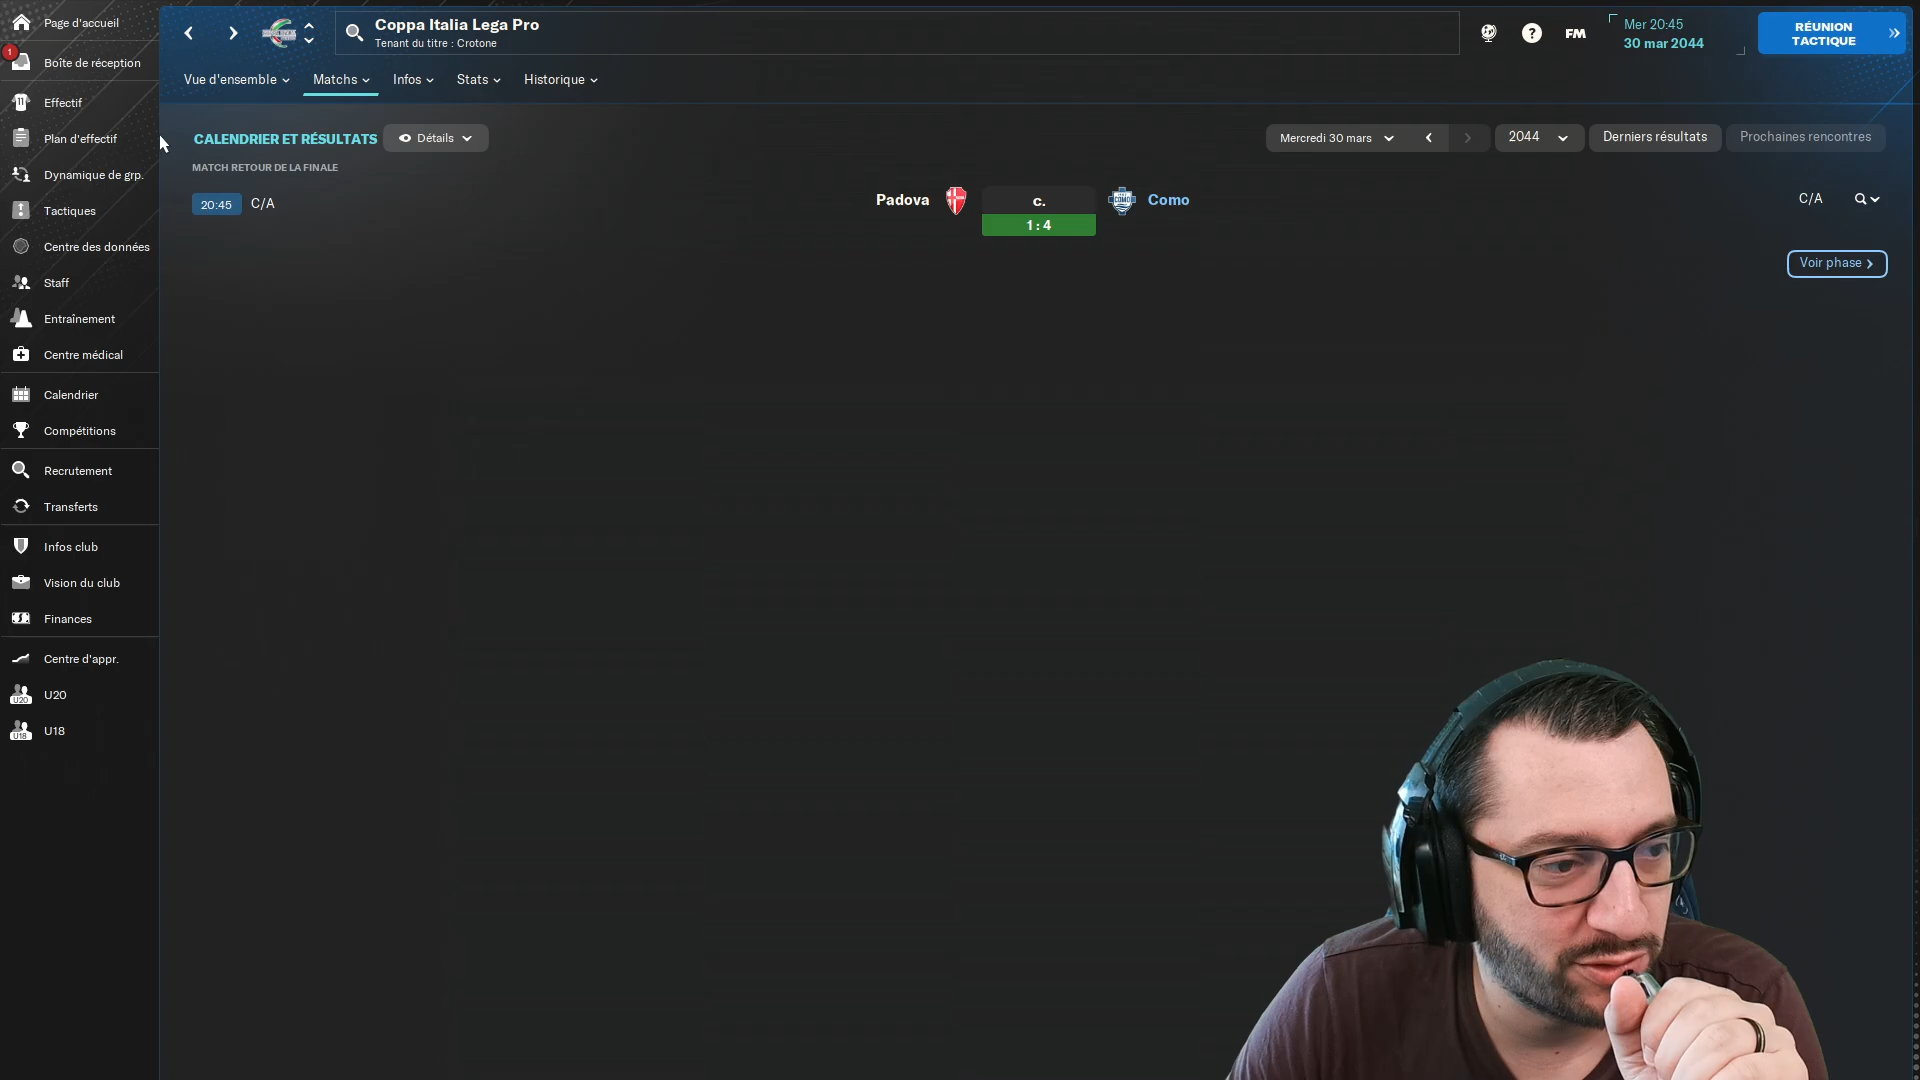 Page d'accueil
1
Boîte de réception
Effectif
Plan d'effectif
Dynamique de grp.
Tactiques
Centre des données
Staff
Entraînement
Centre médical
Calendrier
Compétitions
Recrutement
Transferts
Infos club
Vision du club
Finances
Centre d'appr.
U20
U20
U18
U18
Coppa Italia Lega Pro
Tenant du titre : Crotone
?
FM
Mer 20:45
30 mar 2044
RÉUNION
TACTIQUE
Vue d'ensemble
Matchs
Infos
Stats
Historique
CALENDRIER ET RÉSULTATS
Détails
Mercredi 30 mars
2044
Derniers résultats
Prochaines rencontres
MATCH RETOUR DE LA FINALE
20:45 C/A
Padova
c.
1 : 4
Como
C/A
Voir phase